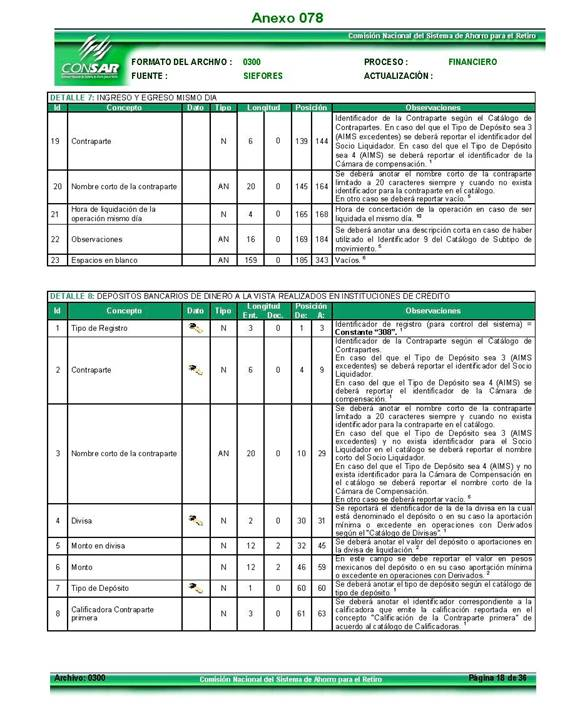 Anexo 078
Comisión Nacional del Sistema de Ahorro para el Retiro
CONSAR
FORMATO DEL ARCHIVO : 0300 PROCESO : FINANCIERO
FUENTE : SIEFORES ACTUALIZACIÒN :
DETALLE 7: INGRESO Y EGRESO MISMO DIA
Id Concepto Dato Tipo Longitud Posición Observaciones
Identificador de la Contraparte según el Catálogo de
Contrapartes. En caso del que el Tipo de Depósito sea 3
19 Contraparte N 6 0 139 144 (AIMS excedentes) se deberá reportar el identificador del
Socio Liquidador. En caso del que el Tipo de Depósito
sea 4 (AIMS) se deberá reportar el identificador de la
Cámara de compensación. 1
Se deberá anotar el nombre corto de la contraparte
20 Nombre corto de la contraparte AN 20 0 145 164 limitado a 20 caracteres siempre y cuando no exista
identificador para la contraparte en el catálogo.
En otro caso se deberá reportar vacío. 6
21 Hora de liquidación de la operación mismo día N 4 0 165 168 Hora de concertación de la operación en caso de ser
liquidada el mismo día. 10
Se deberá anotar una descripción corta en caso de haber
22 Observaciones AN 16 0 169 184 utilizado el Identificador 9 del Catálogo de Subtipo de
movimiento. 6
23 Espacios en blanco AN 159 0 185 343 Vacíos. 6
DETALLE 8: DEPOSITOS BANCARIOS DE DINERO A LA VISTA REALIZADOS EN INSTITUCIONES DE CREDITO
Id Concepto Dato Tipo Longitud Posición Observaciones
Ent. Dec. De: A:
1 Tipo de Registro N 3 0 1 3 Identificador de registro (para control del sistema) =
Constante "308". 1
Identificador de la Contraparte según el Catálogo de
Contrapartes.
En caso del que el Tipo de Depósito sea 3 (AIMS
2 Contraparte N 6 0 4 9 excedentes) se deberá reportar el identificador del Socio
Liquidador.
En caso del que el Tipo de Depósito sea 4 (AIMS) se
deberá reportar el identificador de la Cámara de
compensación. 1
Se deberá anotar el nombre corto de la contraparte
limitado a 20 caracteres siempre y cuando no exista
identificador para la contraparte en el catálogo.
En caso del que el Tipo de Depósito sea 3 (AIMS
excedentes) y no exista identificador para el Socio
3 Nombre corto de la contraparte AN 20 0 10 29 Liquidador en el catálogo se deberá reportar el nombre
corto del Socio Liquidador.
En caso del que el Tipo de Depósito sea 4 (AIMS) y no
exista identificador para la Cámara de Compensación en
el catálogo se deberá reportar el nombre corto de la
Cámara de Compensación.
En otro caso se deberá reportar vacío. 6
Se reportará el identificador de la de la divisa en la cual
4 Divisa N 2 0 30 31 está denominado el depósito o en su caso la aportación
mínima o excedente en operaciones con Derivados
según el "Catálogo de Divisas". 1
5 Monto en divisa N 12 2 32 45 Se deberá anotar el valor del depósito o aportaciones en
la divisa de liquidación. 2
En este campo se debe reportar el valor en pesos
6 Monto N 12 2 46 59 mexicanos del depósito o en su caso aportación mínima
o excedente en operaciones con Derivados. 2
7 Tipo de Depósito N 1 0 60 60 Se deberá anotar el tipo de depósito según el catálogo de
tipo de depósito 1
Se deberá anotar el identificador correspondiente a la
8 Calificadora Contraparte primera N 3 0 61 63 calificadora que emite la calificación reportada en el
concepto "Calificación de la Contraparte primera" de
acuerdo al catálogo de Calificadoras. 1
Archivo: 0300 Comisión Nacional del Sistema de Ahorro para el Retiro Página 18 de 36